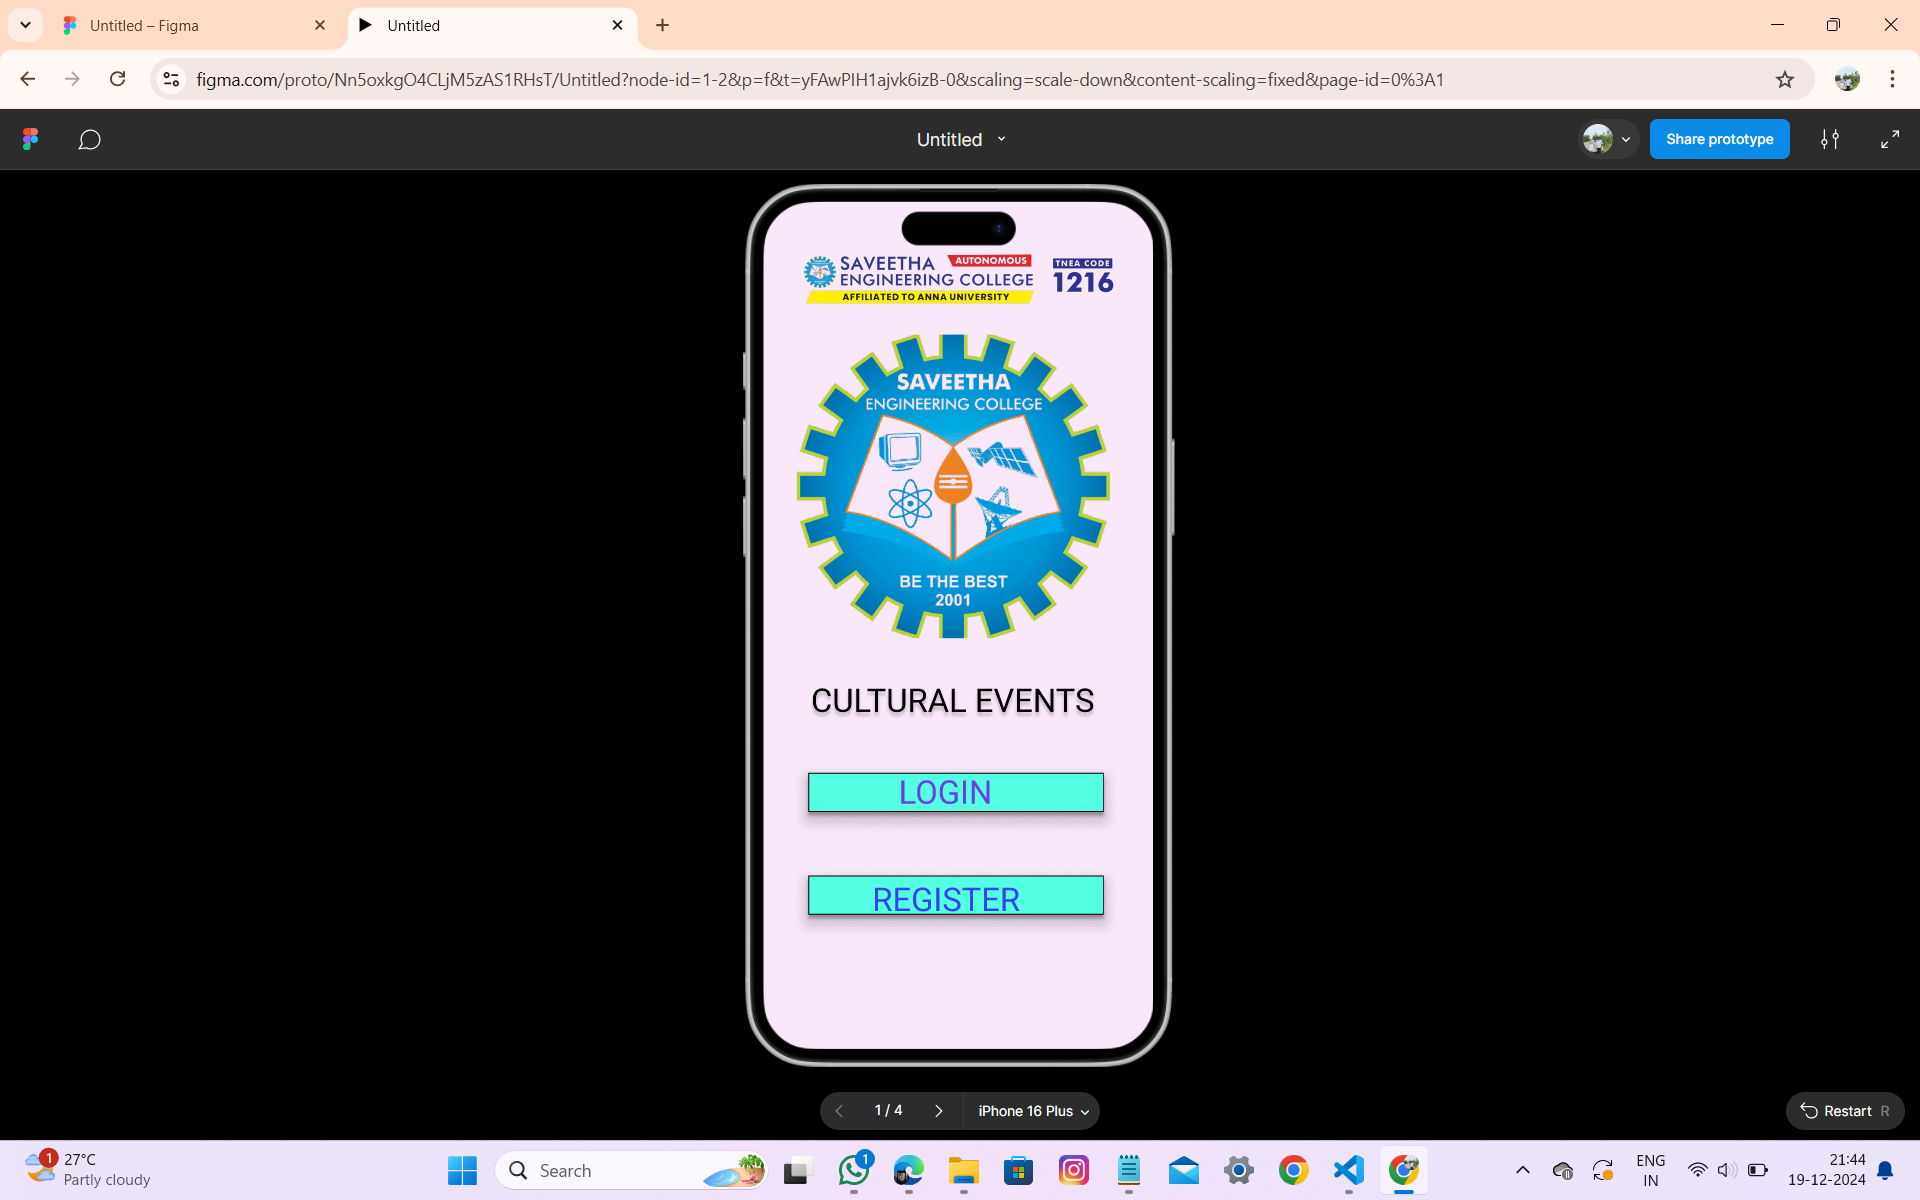 Untitled – Figma
Untitled
figma.com/proto/Nn5oxkgO4CLjM5zAS1RHsT/Untitled?node-id=1-2&p=f&t=yFAwPIH1ajvk6izB-0&scaling=scale-down&content-scaling=fixed&page-id=0%3A1
Untitled
Share prototype
SAVEETHA AUTONOMOUS
ENGINEERING COLLEGE
AFFILIATED TO ANNA UNIVERSITY
TNEA CODE
1216
SAVEETHA
ENGINEERING COLLEGE
BE THE BEST
2001
CULTURAL EVENTS
LOGIN
REGISTER
1 / 4
iPhone 16 Plus
Restart R
1
27°C
Partly cloudy
Search
1
ENG
IN
21:44
19-12-2024